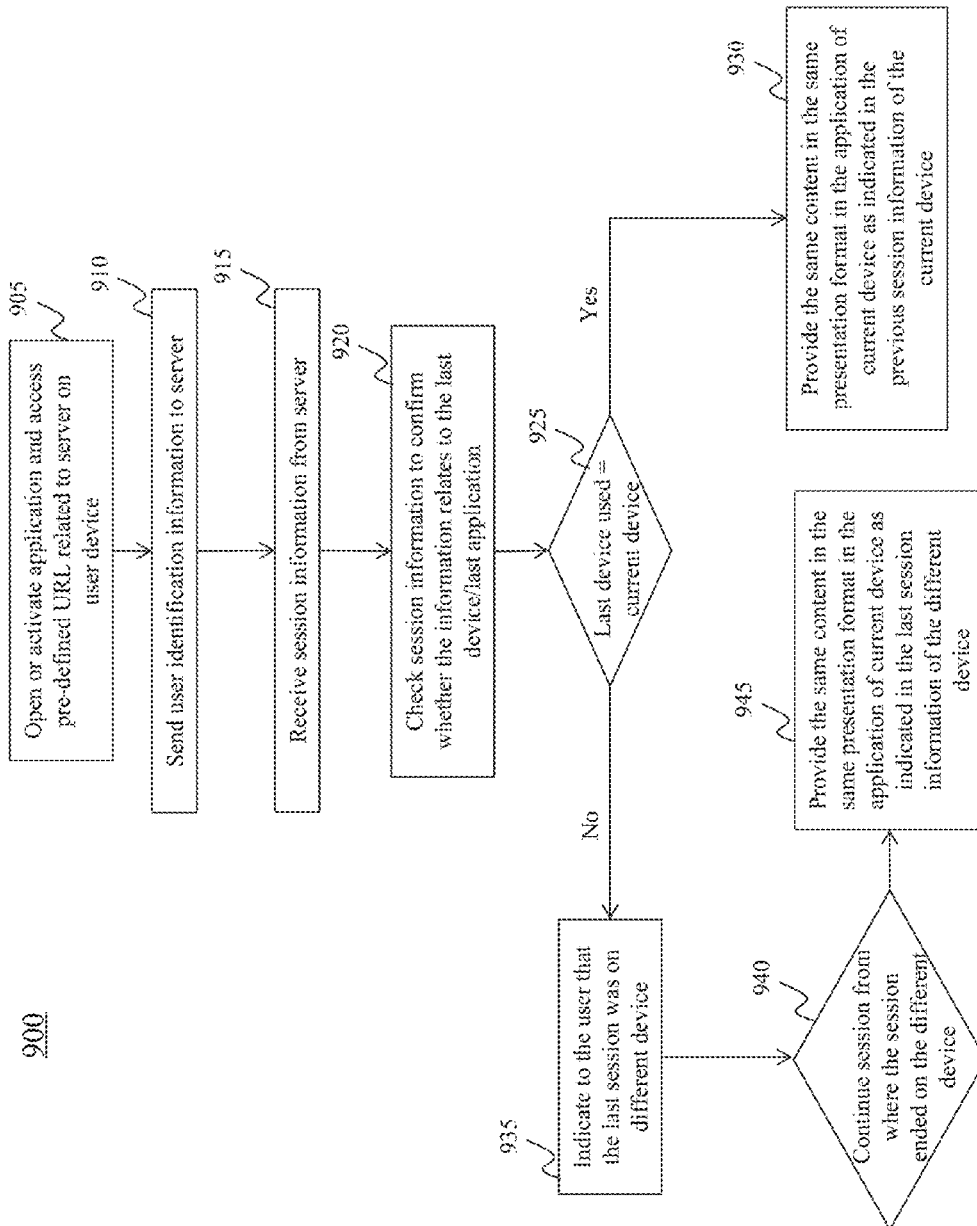 900
905
Open or activate application and access
pre-defined URL related to server on
user device
910
Send user identification information to server
915
Receive session information from server
920
Check session information to confirm
whether the information relates to the last
device/last application
925
Last device used =
current device
Yes
930
Provide the same content in the same
presentation format in the application of
current device as indicated in the
previous session information of the
current device
No
935
Indicate to the user that
the last session was on
different device
940
Continue session from
where the session
ended on the different
device
945
Provide the same content in the
same presentation format in the
application of current device as
indicated in the last session
information of the different
device